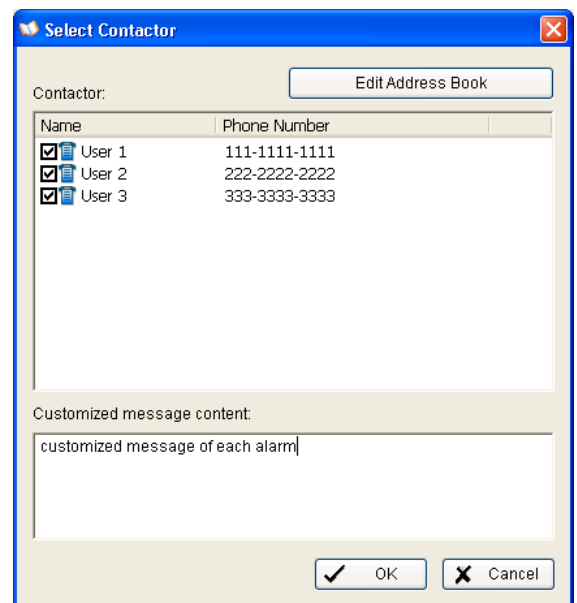 Select Contactor
Edit Address Book
Contactor:
Name Phone Number
User 1 111-1111-1111
User 2 222-2222-2222
User 3 333-3333-3333
Customized message content:
customized message of each alarm
OK Cancel